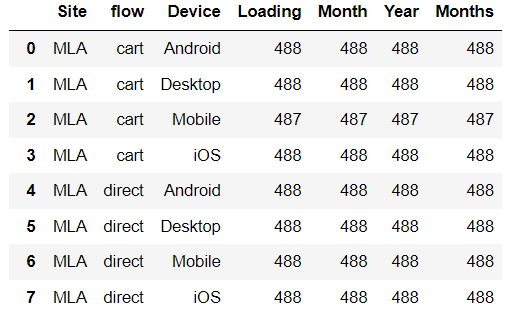 Site flow Device Loading Month Year Months
0 MLA cart Android 488 488 488 488
1 MLA cart Desktop 488 488 488 488
2 MLA cart Mobile 487 487 487 487
3 MLA cart iOS 488 488 488 488
4 MLA direct Android 488 488 488 488
5 MLA direct Desktop 488 488 488 488
6 MLA direct Mobile 488 488 488 488
7 MLA direct iOS 488 488 488 488